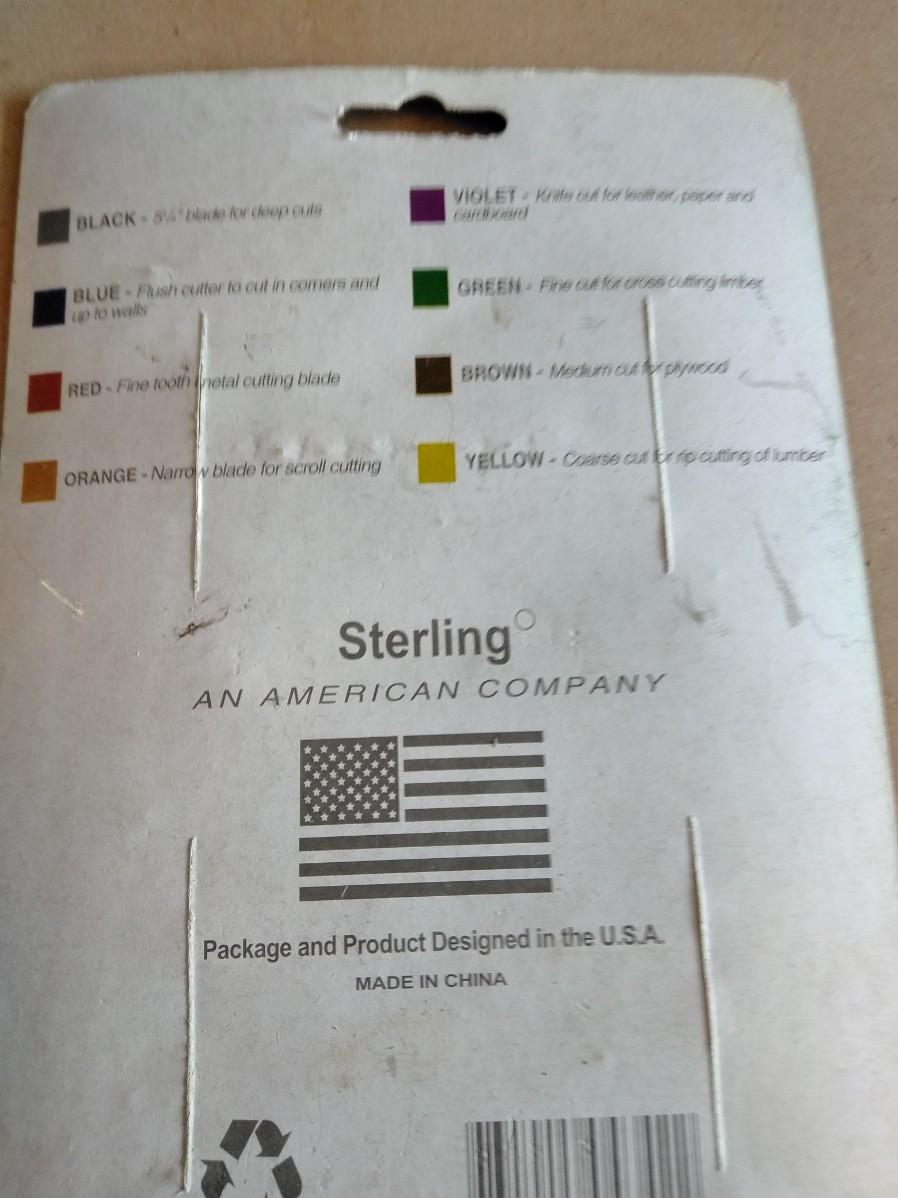 BLACK - 5¼" blade for deep cuts
BLUE - Flush cutter to cut in corners and
up to walls
RED - Fine tooth metal cutting blade
ORANGE - Narrow blade for scroll cutting
VIOLET - Knife cut for leather, paper and
cardboard
GREEN - Fine cut for cross cutting limber
BROWN - Medium cut for plywood
YELLOW - Coarse cut for rip cutting of lumber
Sterling
AN AMERICAN COMPANY
Package and Product Designed in the U.S.A.
MADE IN CHINA